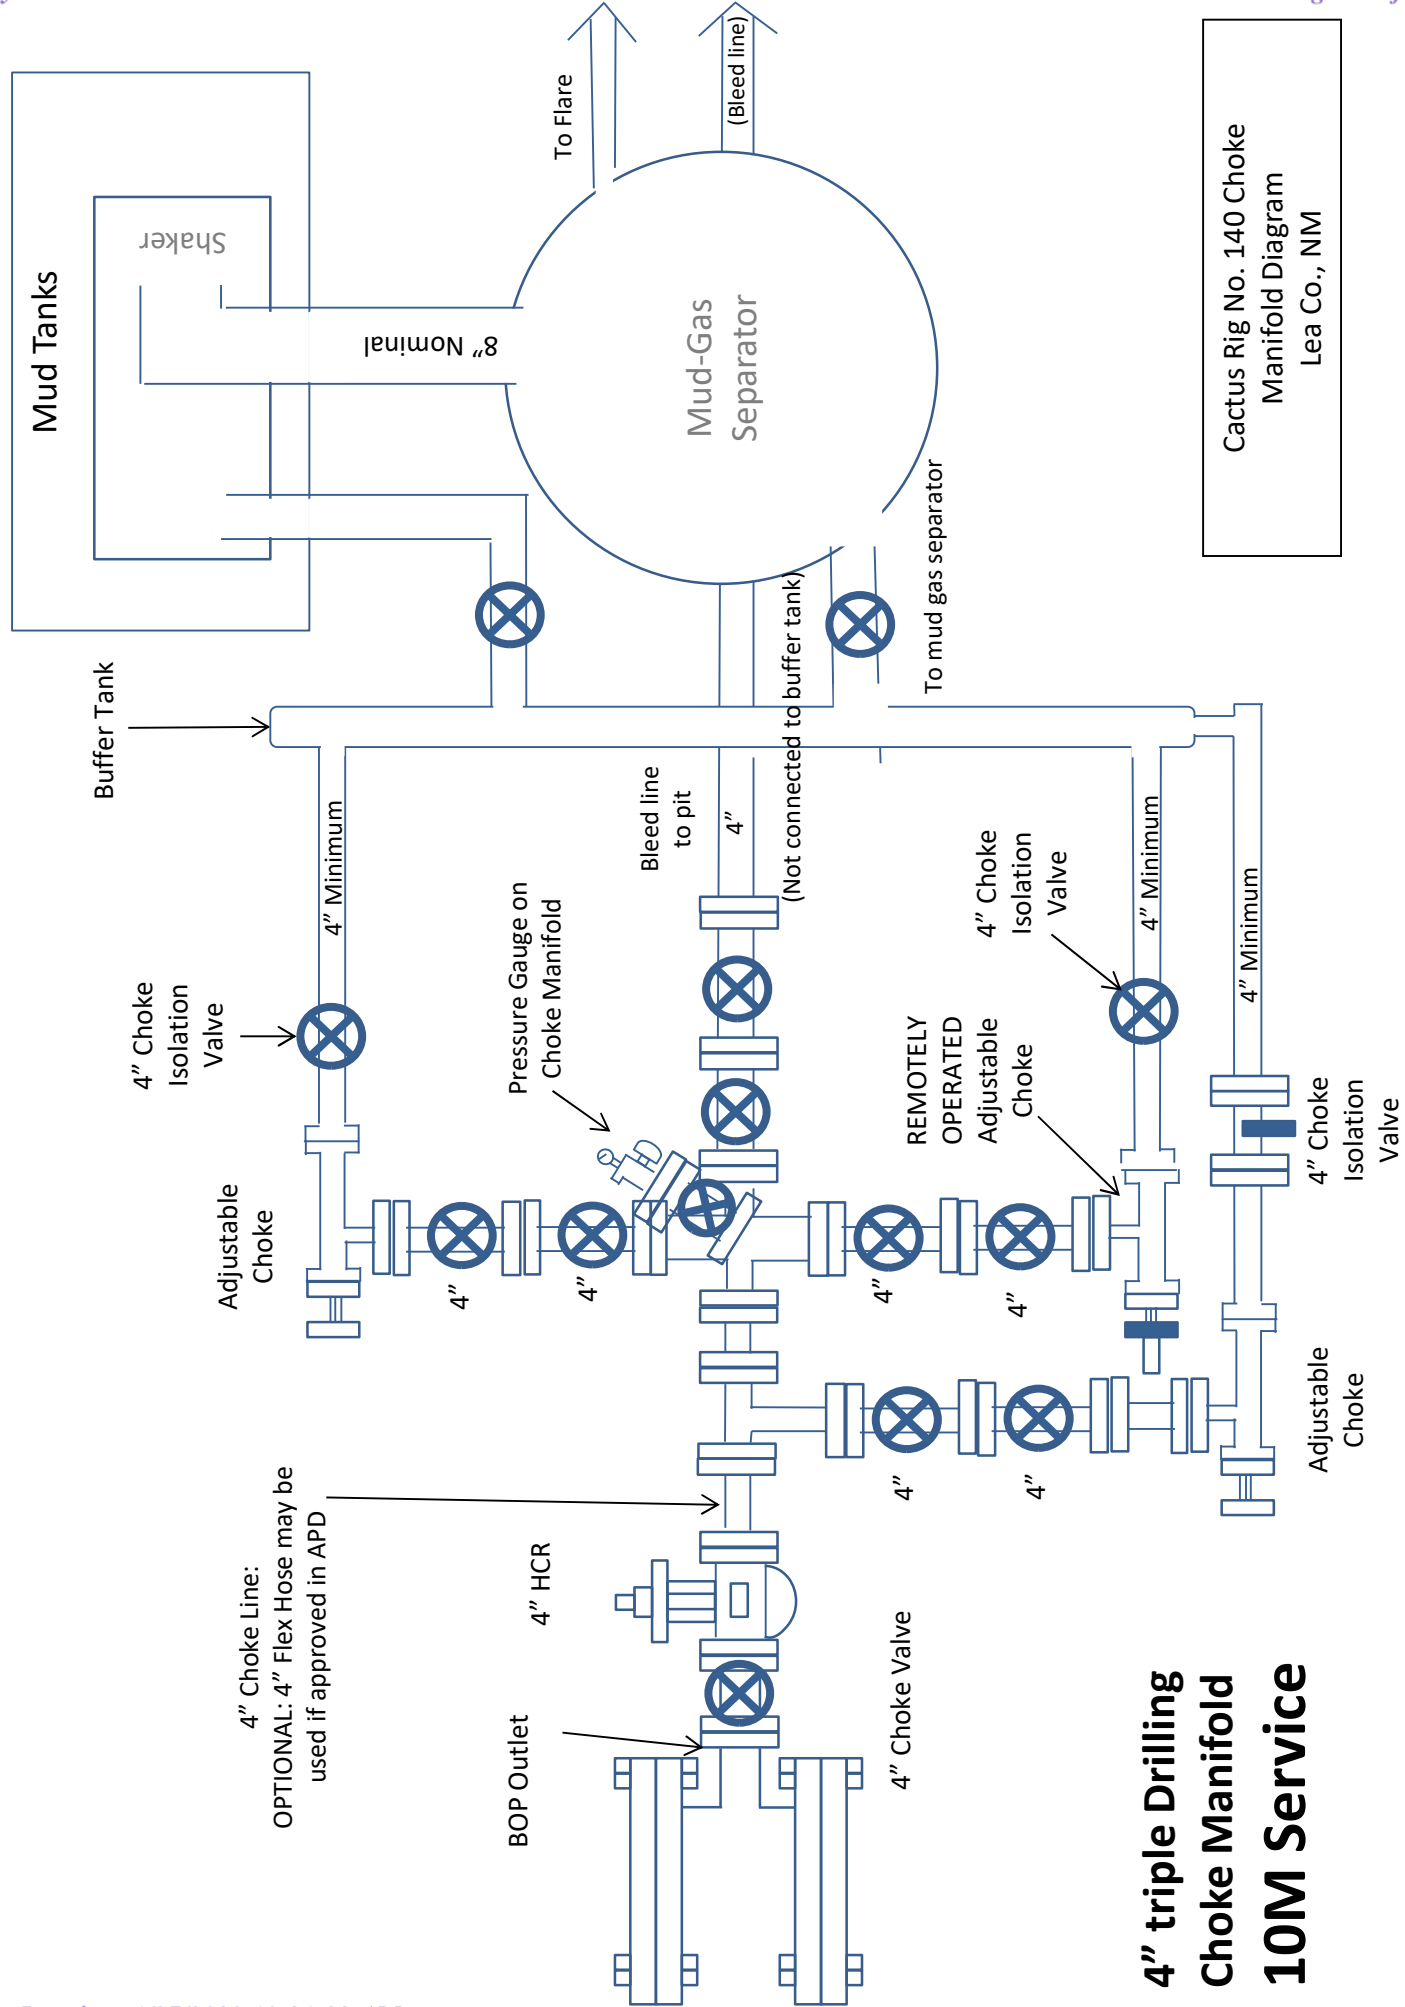 Mud Tanks
Shaker
8” Nominal
To Flare
(Bleed line)
Mud-Gas
Separator
Buffer Tank
To mud gas separator
4” Minimum
Bleed line
to pit
4”
(Not connected to buffer tank)
4” Choke
Isolation
Valve
Pressure Gauge on
Choke Manifold
4” Choke
Isolation
Valve
4” Minimum
4” Minimum
REMOTELY
OPERATED
Adjustable
Choke
4” Choke
Isolation
Valve
Adjustable
Choke
4”
4”
4”
4”
4”
4”
Adjustable
Choke
4” Choke Line:
OPTIONAL: 4” Flex Hose may be
used if approved in APD
4” HCR
BOP Outlet
4” Choke Valve
4” triple Drilling
Choke Manifold
10M Service
Cactus Rig No. 140 Choke
Manifold Diagram
Lea Co., NM